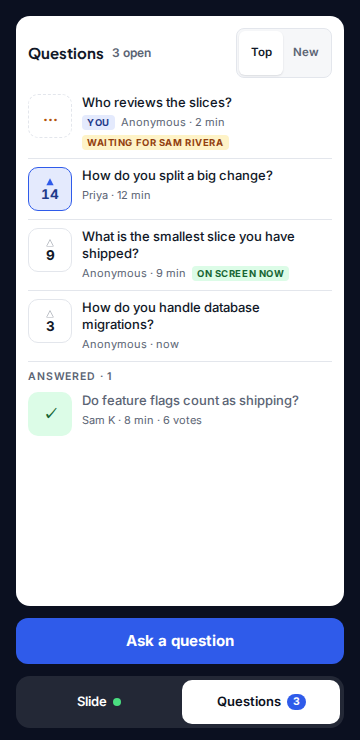 Questions 3 open Top New
... Who reviews the slices?
YOU Anonymous · 2 min
WAITING FOR SAM RIVERA
▲ How do you split a big change?
14 Priya · 12 min
△ What is the smallest slice you have
9 shipped?
Anonymous · 9 min ON SCREEN NOW
△ How do you handle database
3 migrations?
Anonymous · now
ANSWERED · 1
✓ Do feature flags count as shipping?
Sam K · 8 min · 6 votes
Ask a question
Slide Questions 3